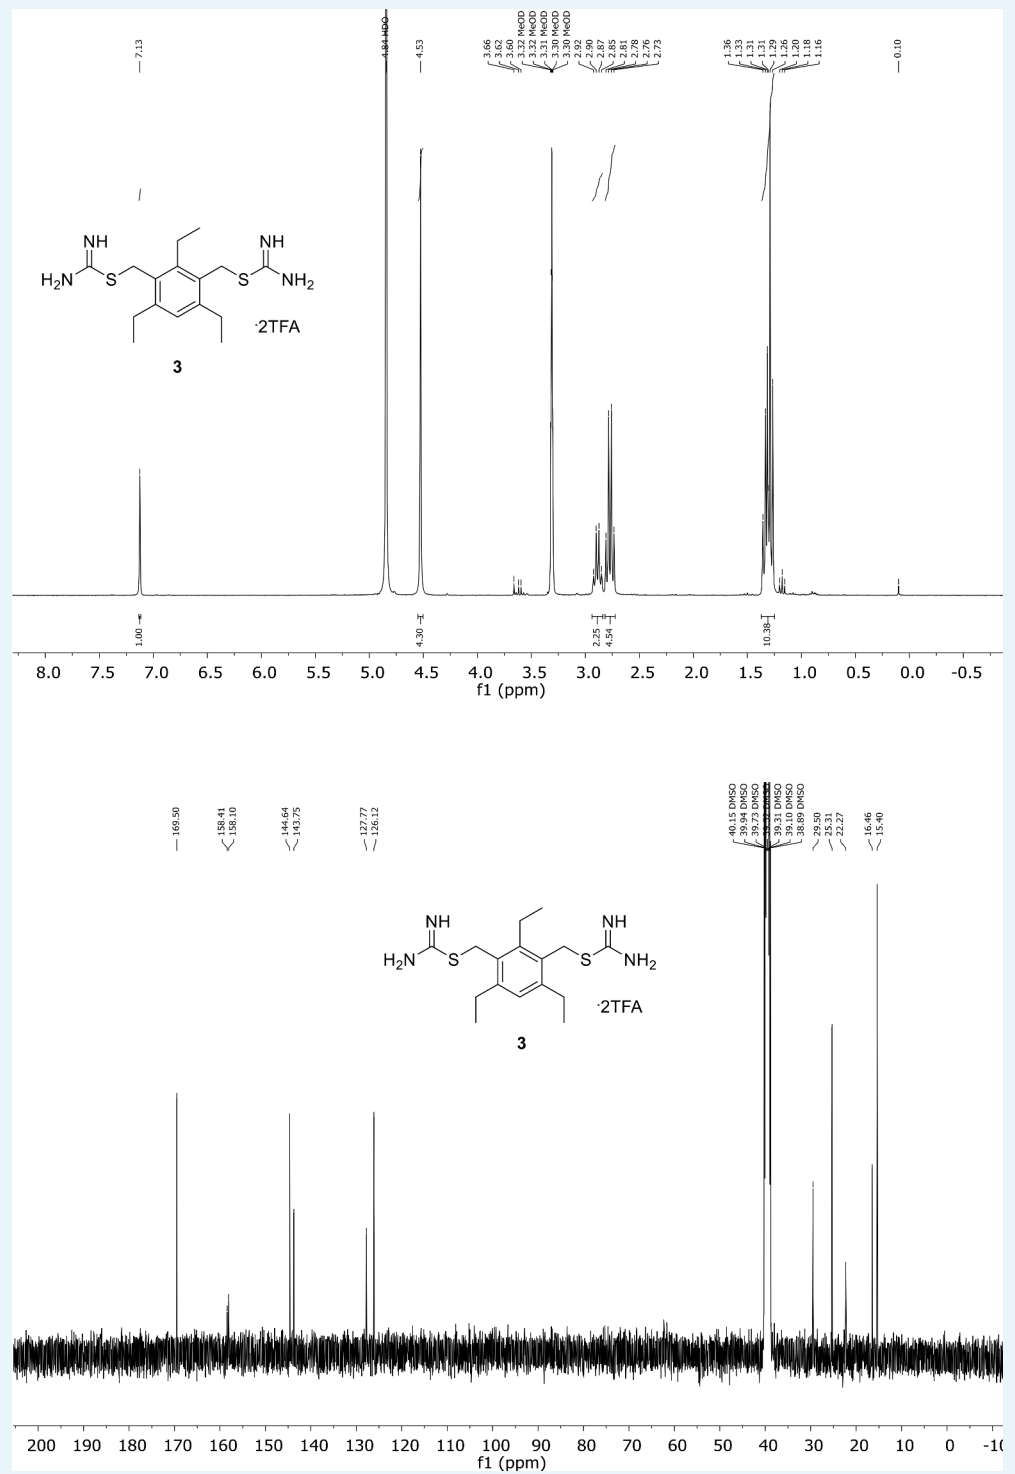 7.13
4.84 HDO
4.53
3.66
3.62
3.60
3.32 MeOD
3.32 MeOD
3.31 MeOD
3.30 MeOD
3.30 MeOD
2.92
2.90
2.87
2.85
2.81
2.78
2.76
2.73
1.36
1.33
1.31
1.31
1.29
1.26
1.20
1.18
1.16
0.10
NH
NH
H2N
S
S
NH2
·2TFA
3
1.00
4.30
2.25
4.54
10.38
8.0 7.5 7.0 6.5 6.0 5.5 5.0 4.5 4.0 3.5 3.0 2.5 2.0 1.5 1.0 0.5 0.0 -0.5
f1 (ppm)
169.50
158.41
158.10
144.64
143.75
127.77
126.12
40.15 DMSO
39.94 DMSO
39.73 DMSO
39.52 DMSO
39.31 DMSO
39.10 DMSO
38.89 DMSO
29.50
25.31
22.27
16.46
15.40
NH
NH
H2N
S
S
NH2
·2TFA
3
200 190 180 170 160 150 140 130 120 110 100 90 80 70 60 50 40 30 20 10 0 -10
f1 (ppm)